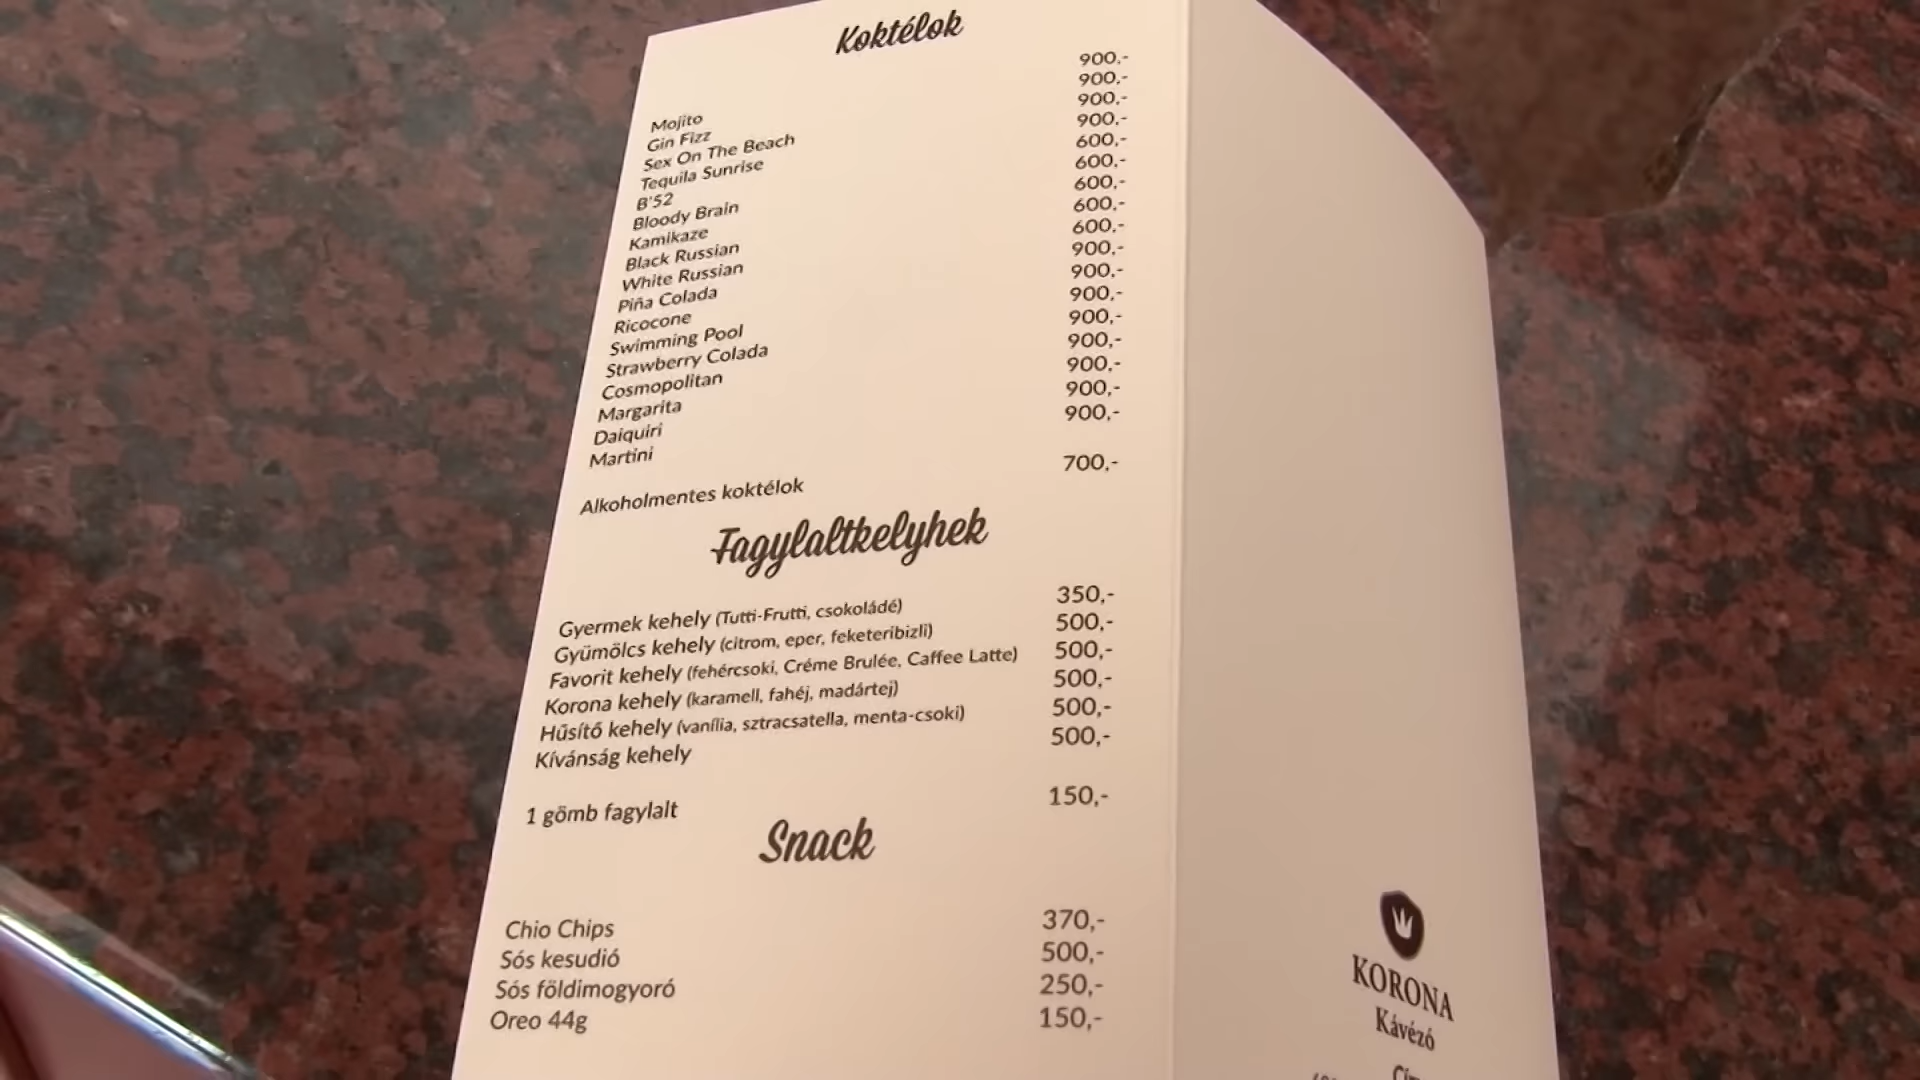 Koktélok
Mojito 900,-
Gin Fizz 900,-
Sex On The Beach 900,-
Tequila Sunrise 900,-
B'52 600,-
Bloody Brain 600,-
Kamikaze 600,-
Black Russian 600,-
White Russian 600,-
Piña Colada 900,-
Ricocone 900,-
Swimming Pool 900,-
Strawberry Colada 900,-
Cosmopolitan 900,-
Margarita 900,-
Daiquiri 900,-
Martini 900,-
Alkoholmentes koktélok 700,-
Fagylaltkelyhek
Gyermek kehely (Tutti-Frutti, csokoládé) 350,-
Gyümölcs kehely (citrom, eper, feketeribizli) 500,-
Favorit kehely (fehércsoki, Créme Brulée, Caffee Latte) 500,-
Korona kehely (karamell, fahéj, madártej) 500,-
Hűsítő kehely (vanília, sztracsatella, menta-csoki) 500,-
Kívánság kehely 500,-
1 gömb fagylalt 150,-
Snack
Chio Chips 370,-
Sós kesudió 500,-
Sós földimogyoró 250,-
Oreo 44g 150,-
KORONA
Kávézó